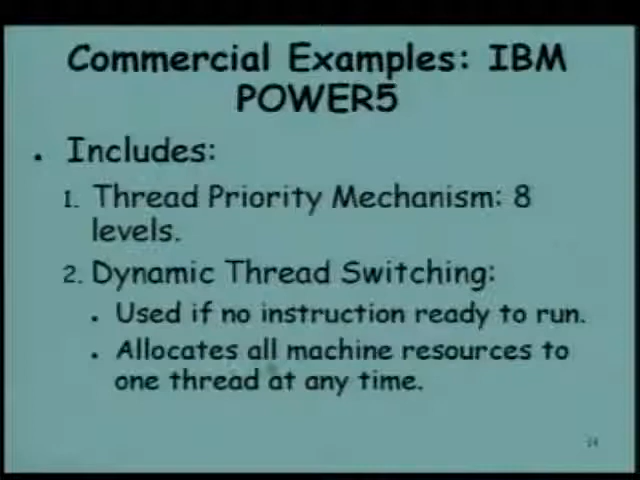 Commercial Examples: IBM
POWER5
• Includes:
1. Thread Priority Mechanism: 8
levels.
2. Dynamic Thread Switching:
• Used if no instruction ready to run.
• Allocates all machine resources to
one thread at any time.